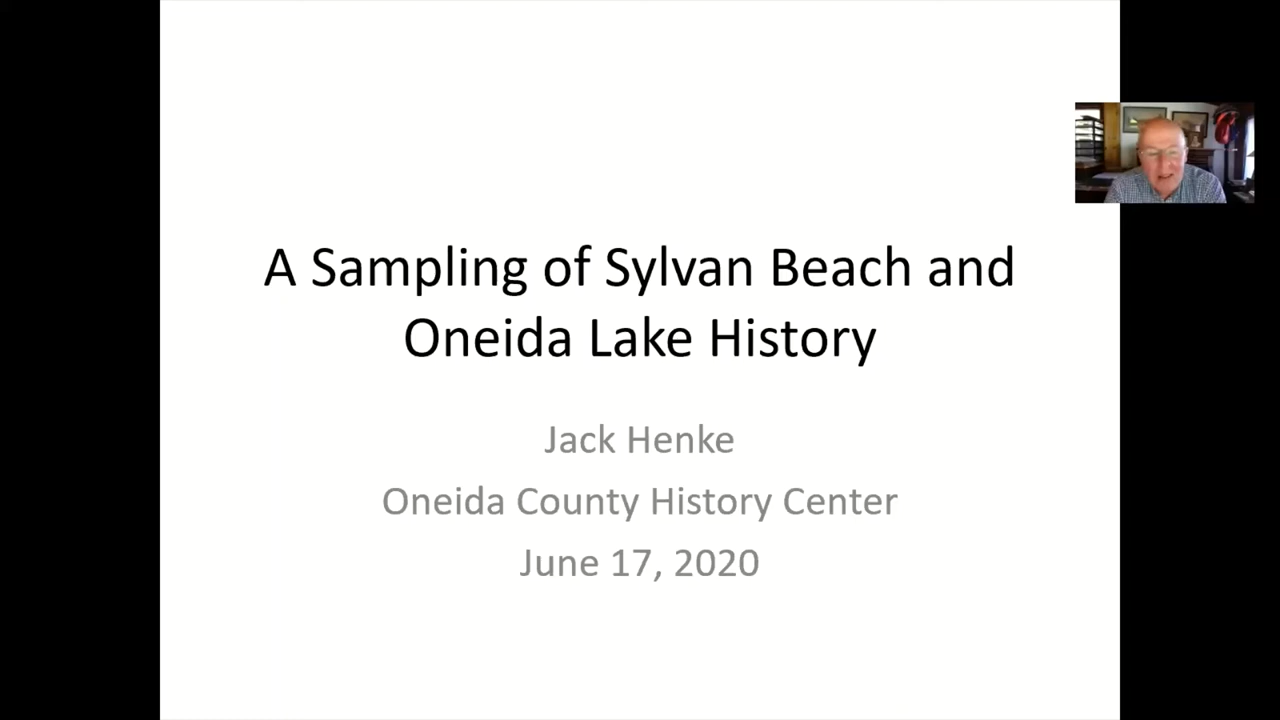 A Sampling of Sylvan Beach and
Oneida Lake History
Jack Henke
Oneida County History Center
June 17, 2020